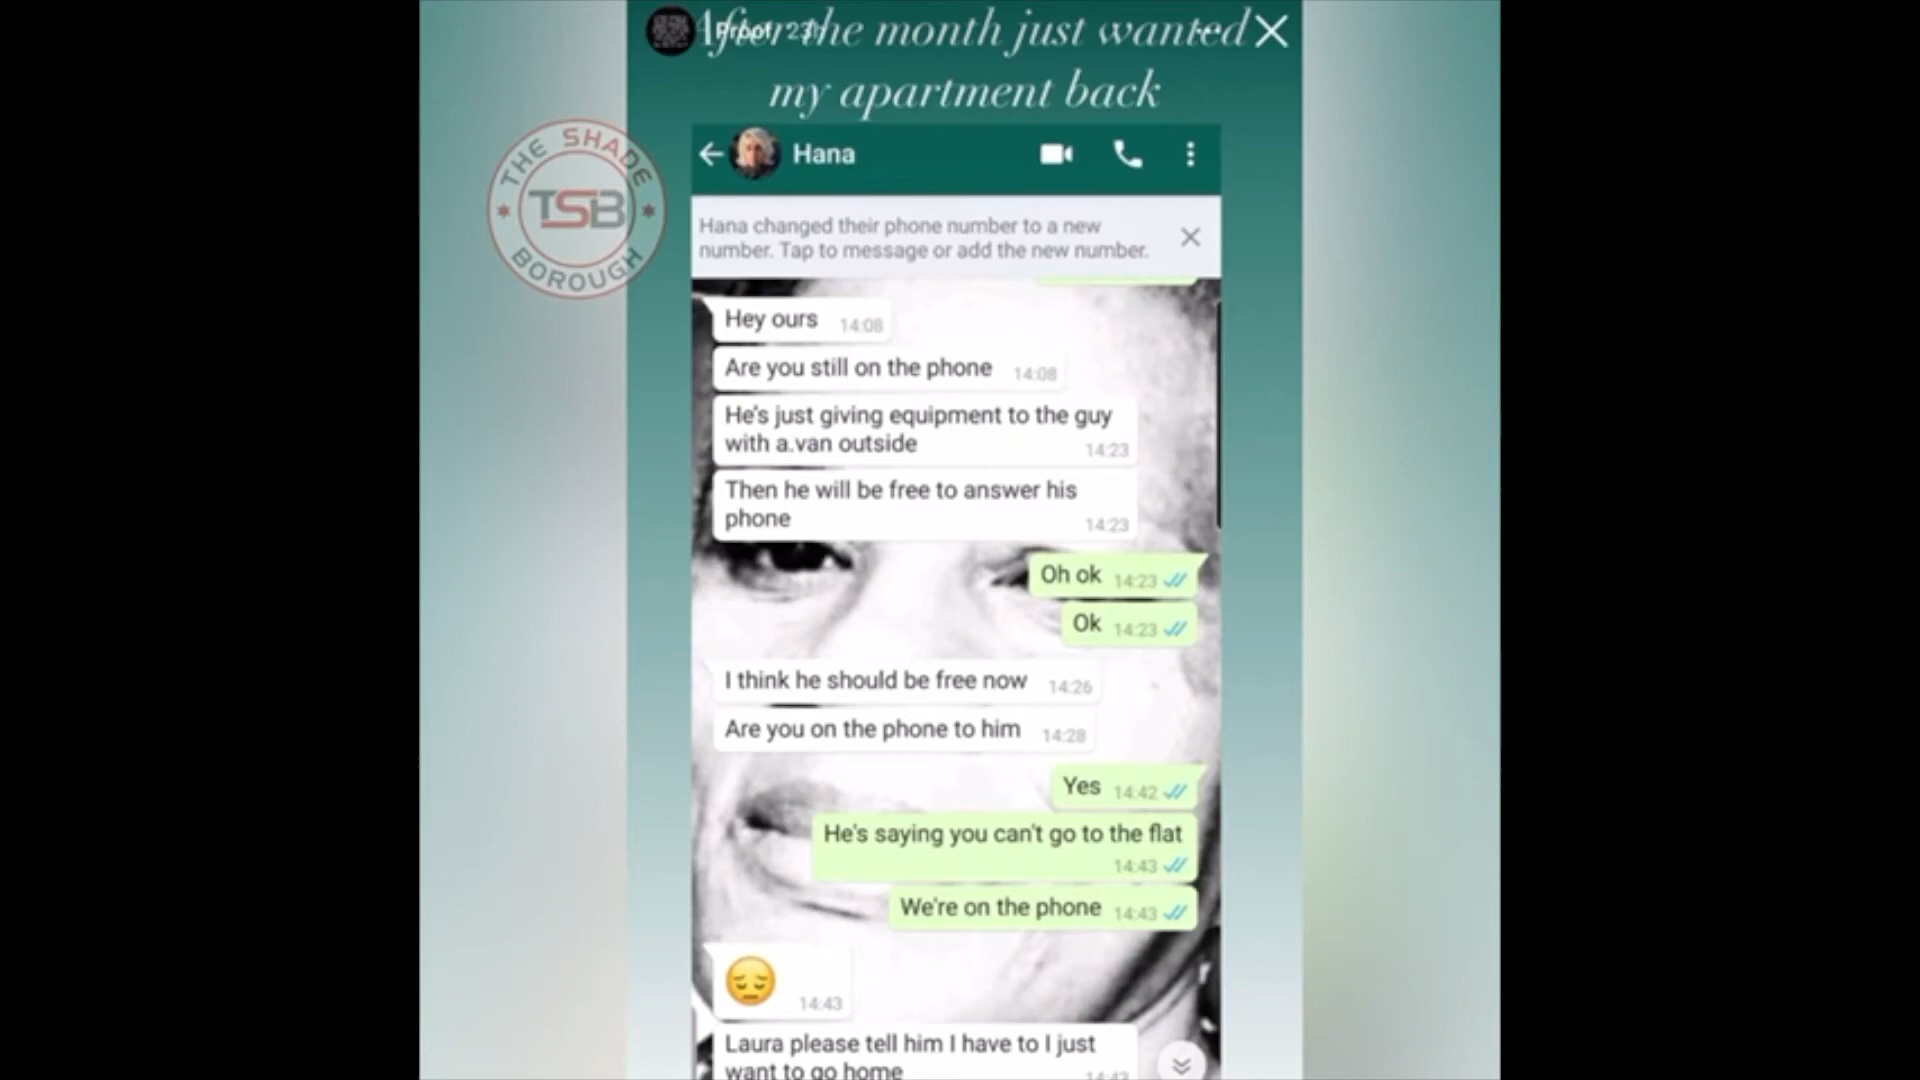 Proof 23h
After the month just wanted
my apartment back
THE SHADE
TSB
BOROUGH
Hana
Hana changed their phone number to a new
number. Tap to message or add the new number.
Hey ours 14:08
Are you still on the phone 14:08
He's just giving equipment to the guy
with a.van outside 14:23
Then he will be free to answer his
phone 14:23
Oh ok 14:23
Ok 14:23
I think he should be free now 14:26
Are you on the phone to him 14:28
Yes 14:42
He's saying you can't go to the flat
14:43
We're on the phone 14:43
😔 14:43
Laura please tell him I have to I just
want to go home 14:43